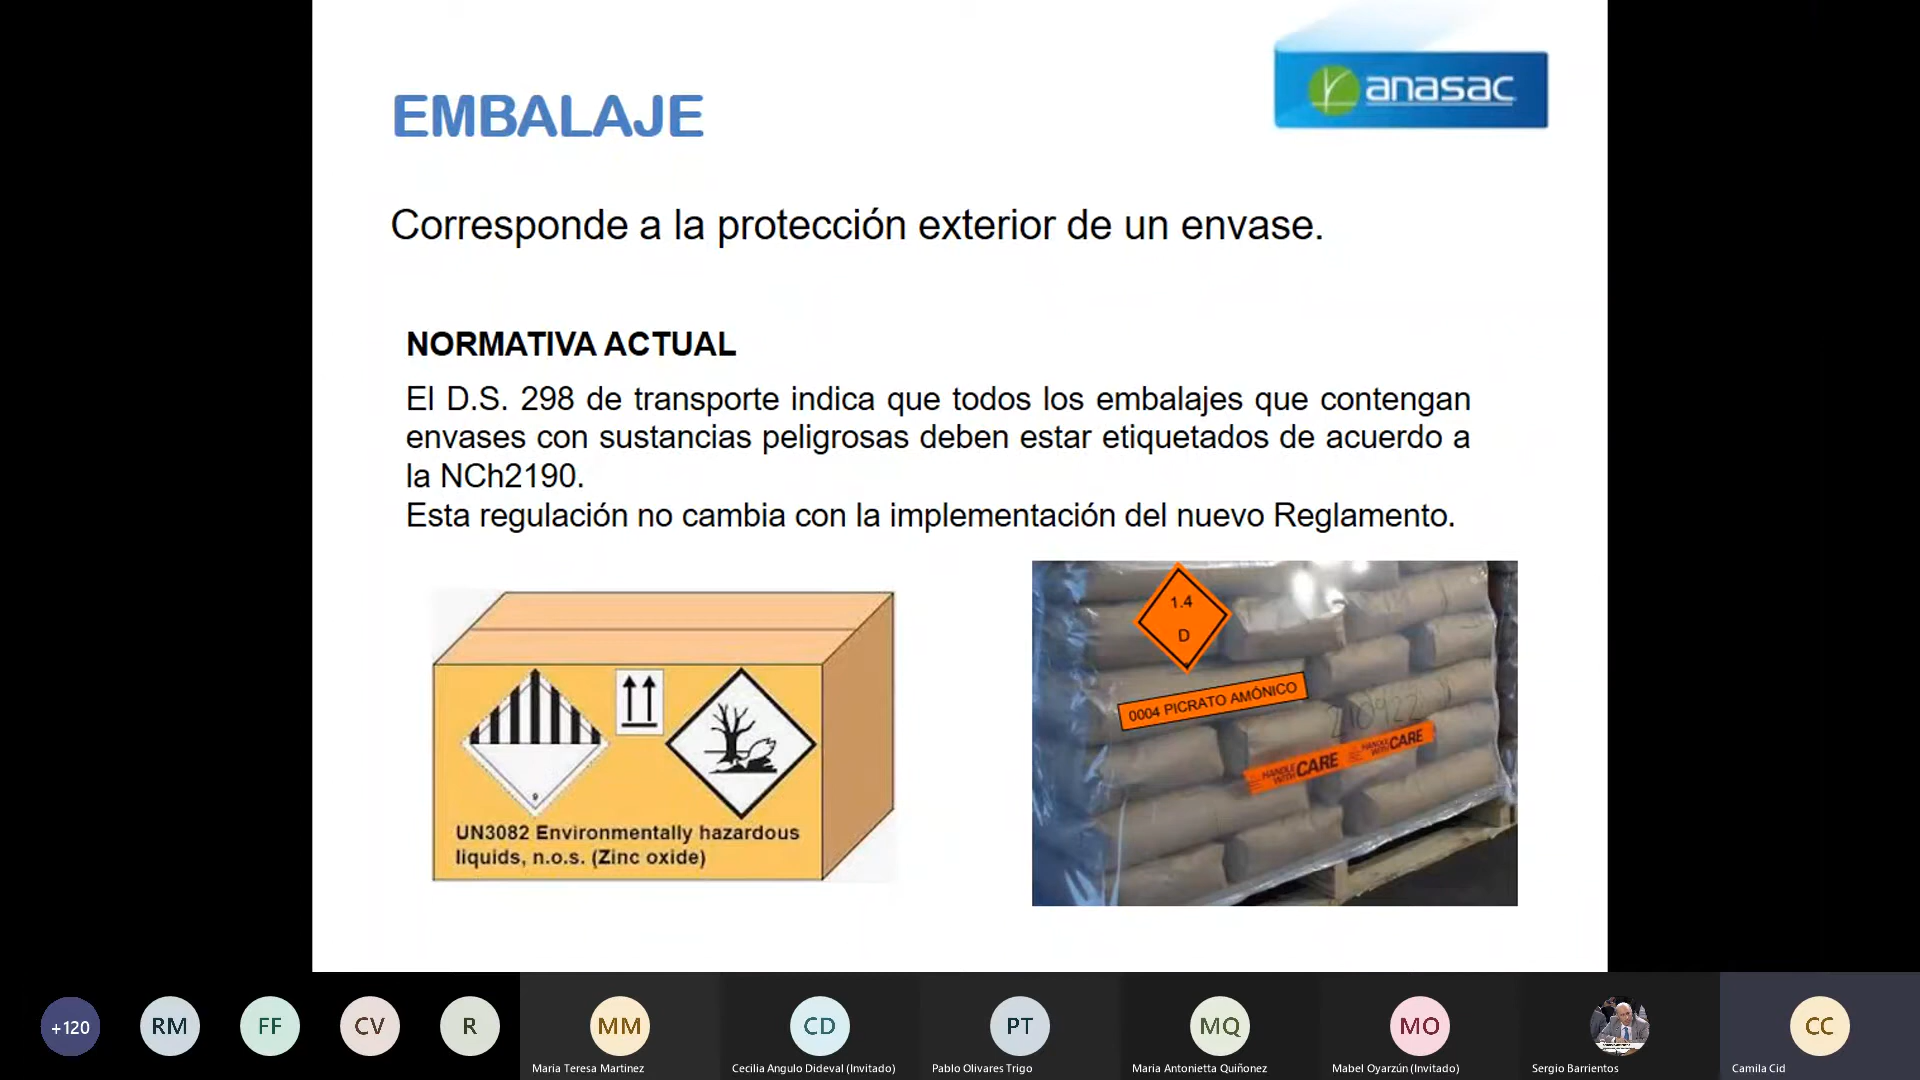 anasac
EMBALAJE
Corresponde a la protección exterior de un envase.
NORMATIVA ACTUAL
El D.S. 298 de transporte indica que todos los embalajes que contengan
envases con sustancias peligrosas deben estar etiquetados de acuerdo a
la NCh2190.
Esta regulación no cambia con la implementación del nuevo Reglamento.
9
UN3082 Environmentally hazardous
liquids, n.o.s. (Zinc oxide)
1.4
D
0004 PICRATO AMÓNICO
HANDLE WITH CARE HANDLE WITH CARE
+120
RM
FF
CV
R
MM
CD
PT
MQ
MO
CC
Maria Teresa Martinez
Cecilia Angulo Dideval (Invitado)
Pablo Olivares Trigo
Maria Antonietta Quiñonez
Mabel Oyarzún (Invitado)
Sergio Barrientos
Camila Cid